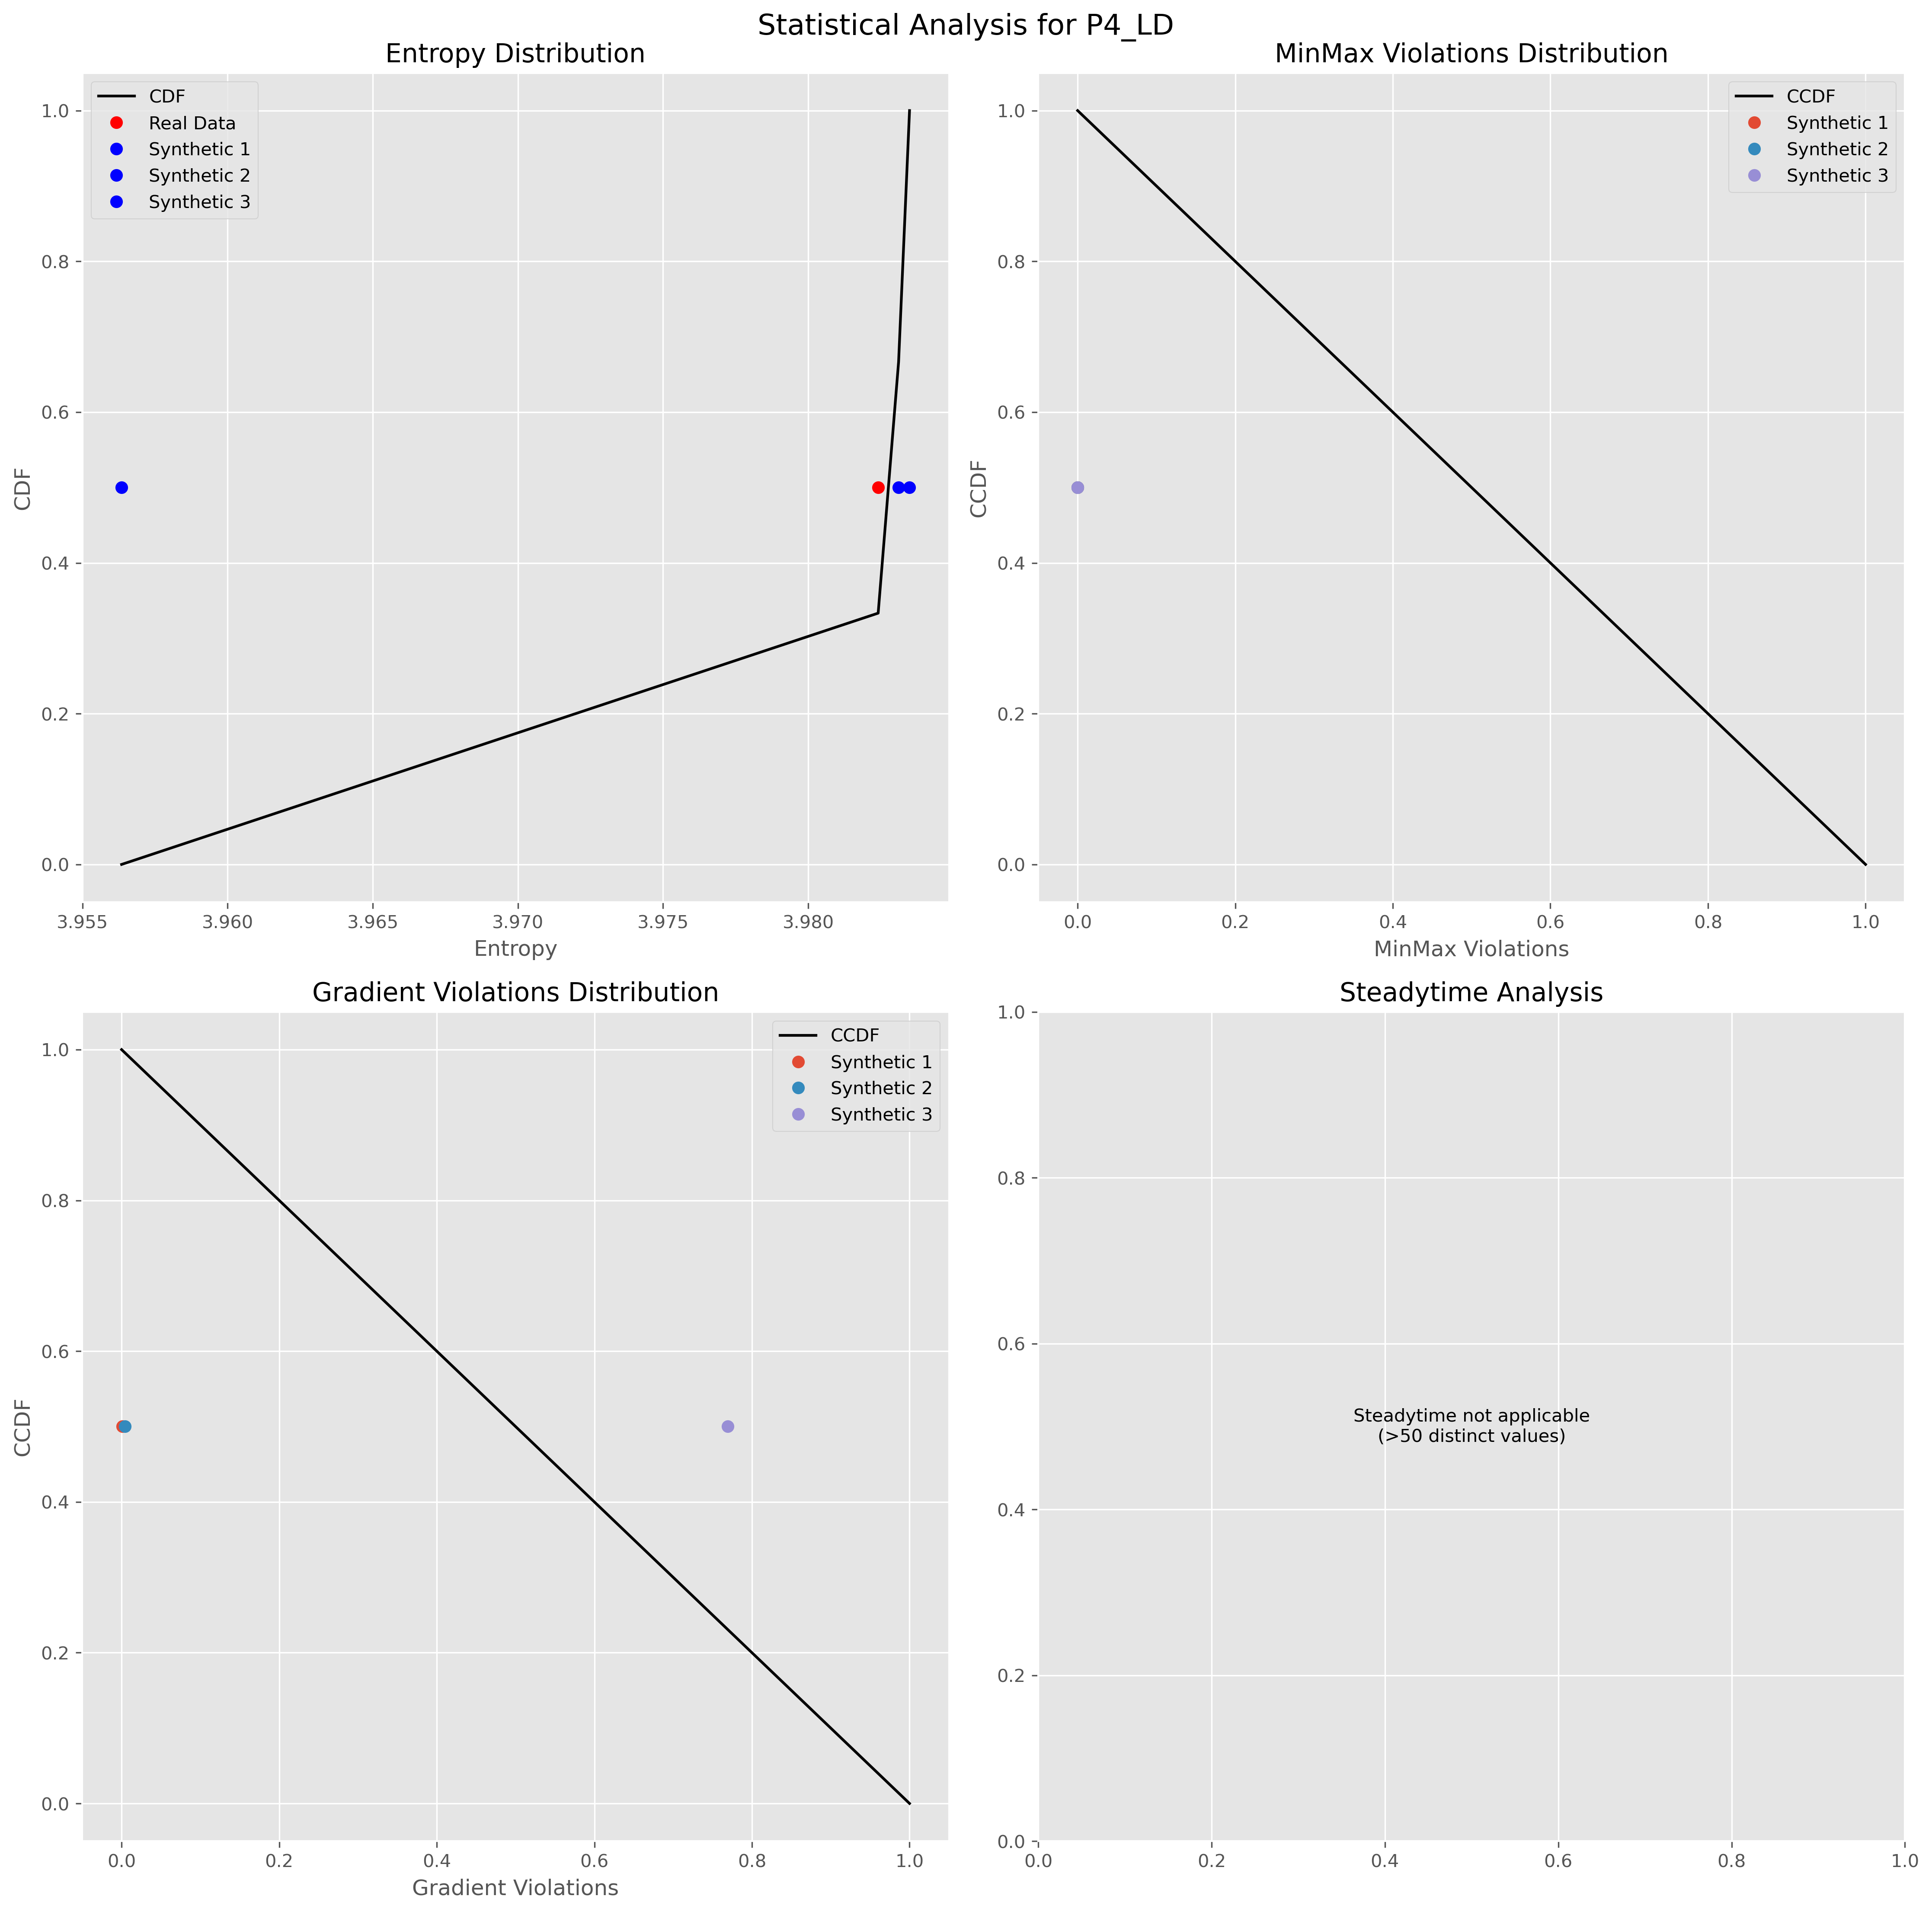 Statistical Analysis for P4_LD
Entropy Distribution
CDF
Real Data
Synthetic 1
Synthetic 2
Synthetic 3
1.0
0.8
0.6
0.4
0.2
0.0
CDF
3.955 3.960 3.965 3.970 3.975 3.980
Entropy
MinMax Violations Distribution
CCDF
Synthetic 1
Synthetic 2
Synthetic 3
1.0
0.8
0.6
0.4
0.2
0.0
CCDF
0.0 0.2 0.4 0.6 0.8 1.0
MinMax Violations
Gradient Violations Distribution
CCDF
Synthetic 1
Synthetic 2
Synthetic 3
1.0
0.8
0.6
0.4
0.2
0.0
CCDF
0.0 0.2 0.4 0.6 0.8 1.0
Gradient Violations
Steadytime Analysis
1.0
0.8
0.6
0.4
0.2
0.0
Steadytime not applicable
(>50 distinct values)
0.0 0.2 0.4 0.6 0.8 1.0